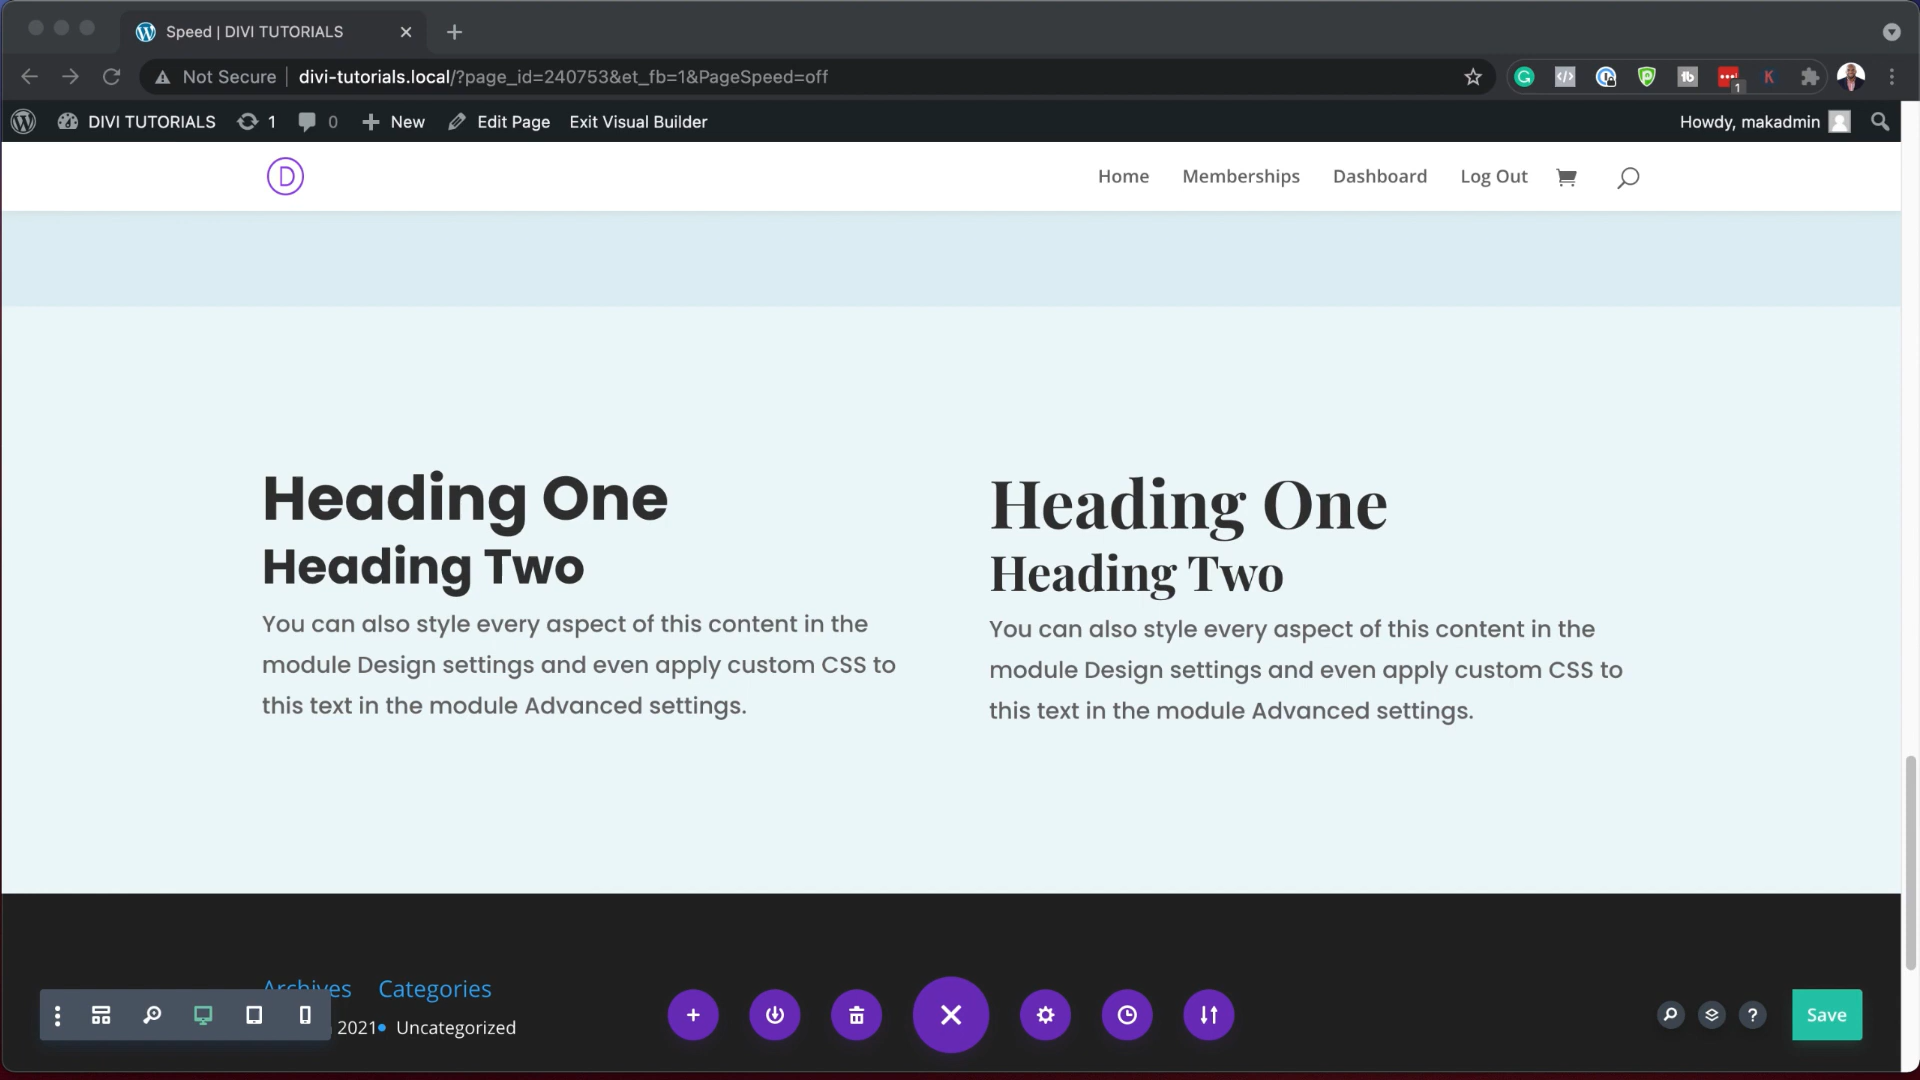 Speed | DIVI TUTORIALS
Not Secure
divi-tutorials.local/?page_id=240753&et_fb=1&PageSpeed=off
1
DIVI TUTORIALS 1 0 New Edit Page Exit Visual Builder Howdy, makadmin
D Home Memberships Dashboard Log Out
Heading One
Heading Two
You can also style every aspect of this content in the
module Design settings and even apply custom CSS to
this text in the module Advanced settings.
Heading One
Heading Two
You can also style every aspect of this content in the
module Design settings and even apply custom CSS to
this text in the module Advanced settings.
Archives Categories
2021 Uncategorized
Save